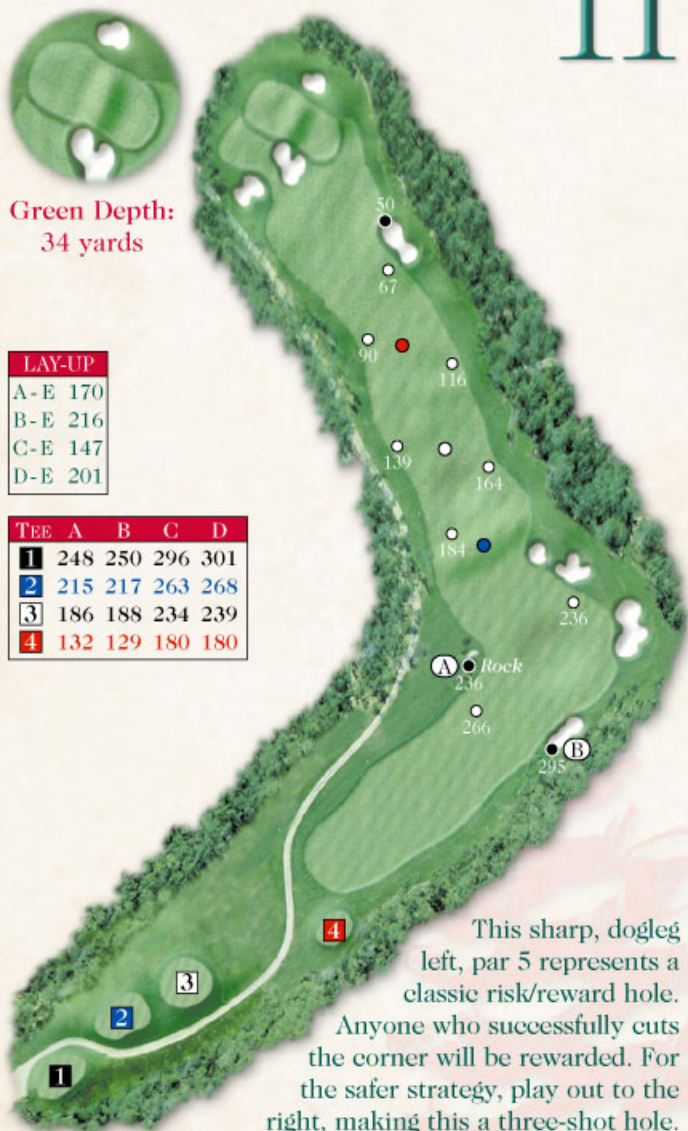 11
Green Depth:
34 yards
50
67
90
116
LAY-UP
A-E 170
B-E 216
C-E 147
D-E 201
139
164
184
TEE A B C D
1 248 250 296 301
2 215 217 263 268
3 186 188 234 239
4 132 129 180 180
236
A Rock
236
266
B
295
4
3
2
1
This sharp, dogleg
left, par 5 represents a
classic risk/reward hole.
Anyone who successfully cuts
the corner will be rewarded. For
the safer strategy, play out to the
right, making this a three-shot hole.